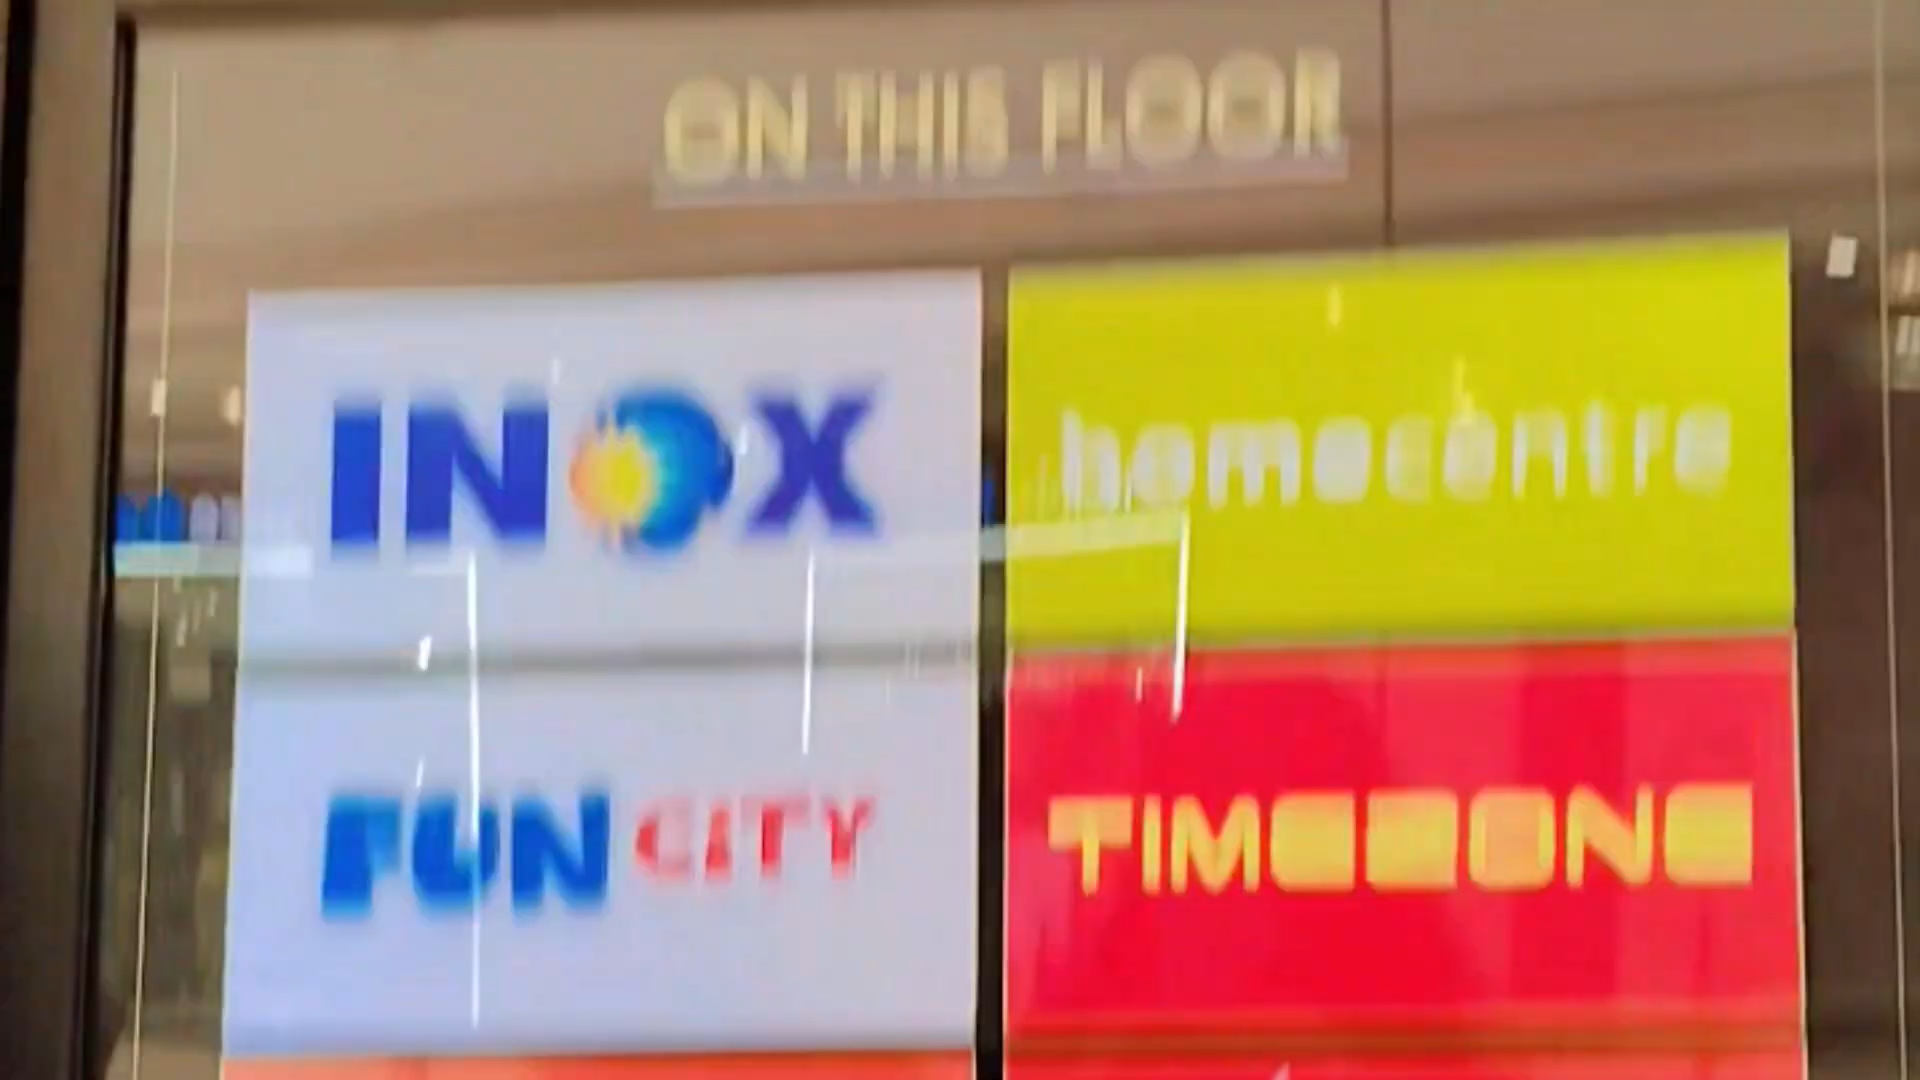 ON THIS FLOOR
INOX
homecentre
FUN CITY
TIMEZONE